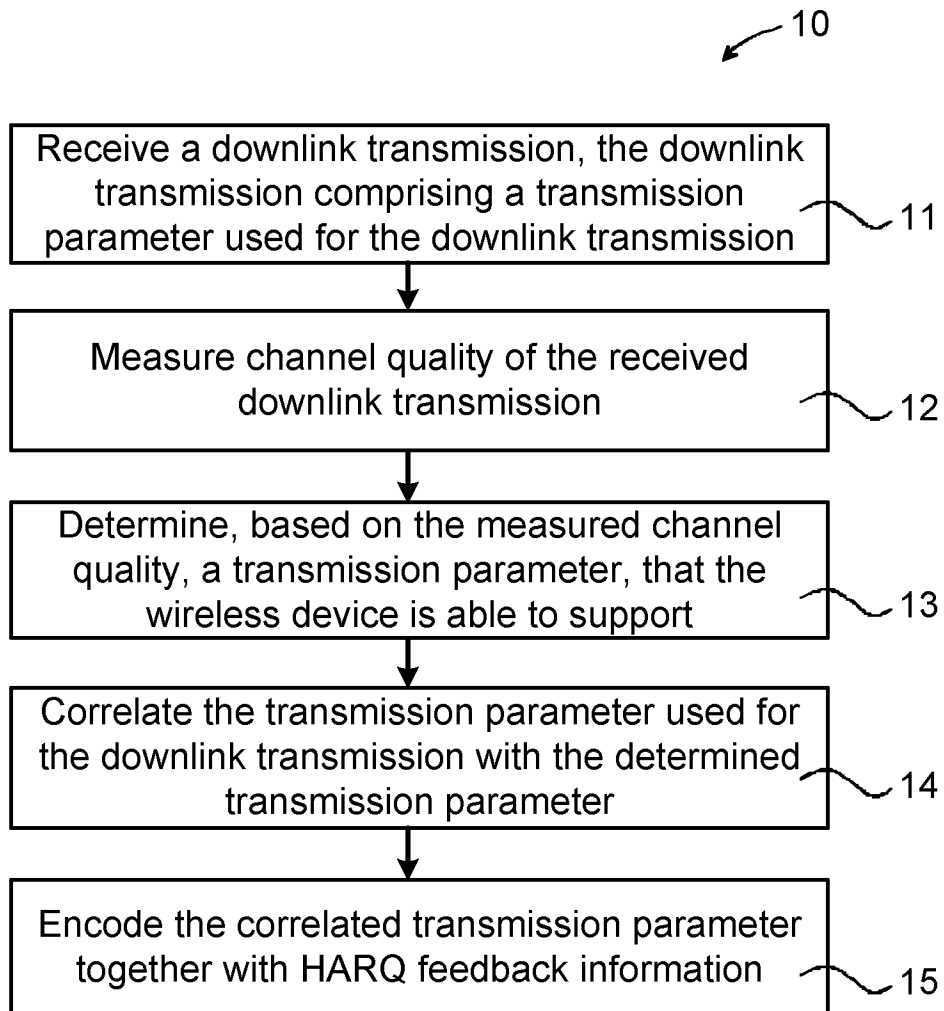 10
Receive a downlink transmission, the downlink
transmission comprising a transmission
parameter used for the downlink transmission
11
Measure channel quality of the received
downlink transmission
12
Determine, based on the measured channel
quality, a transmission parameter, that the
wireless device is able to support
13
Correlate the transmission parameter used for
the downlink transmission with the determined
transmission parameter
14
Encode the correlated transmission parameter
together with HARQ feedback information
15